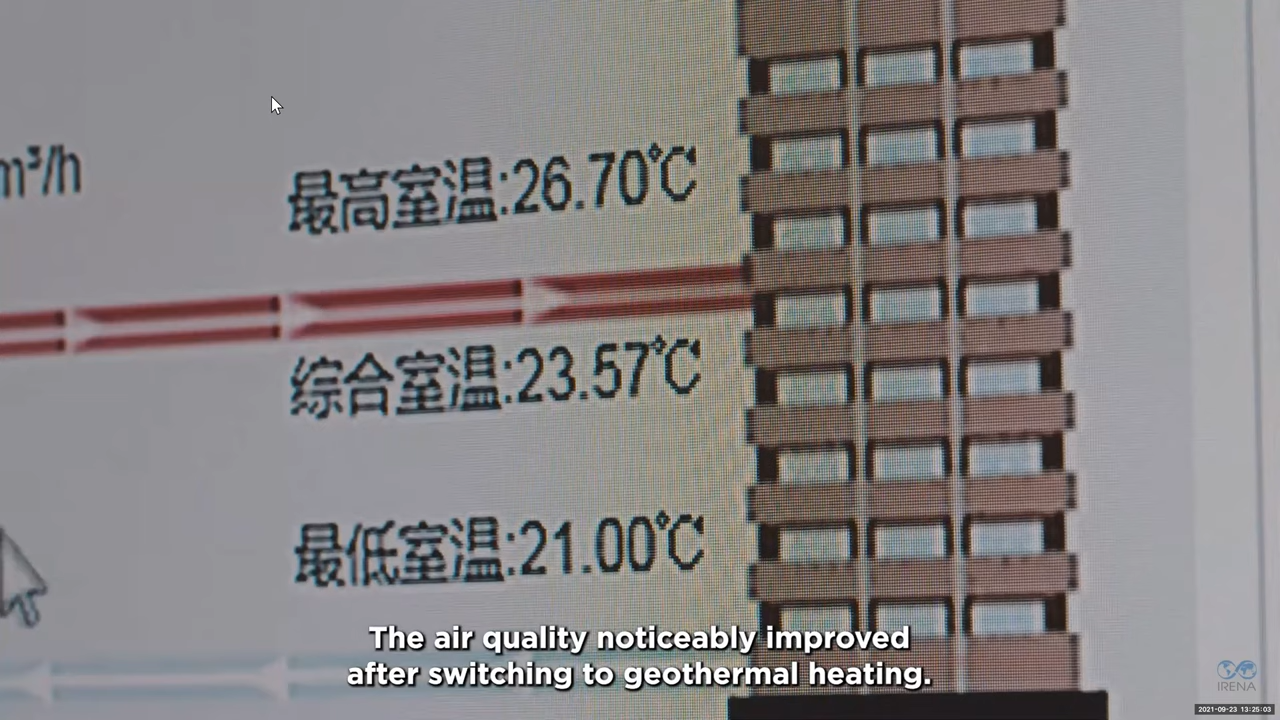 m³/h
最高室温:26.70℃
综合室温:23.57℃
最低室温:21.00℃
The air quality noticeably improved
after switching to geothermal heating.
IRENA
2021-09-23 13:25:03